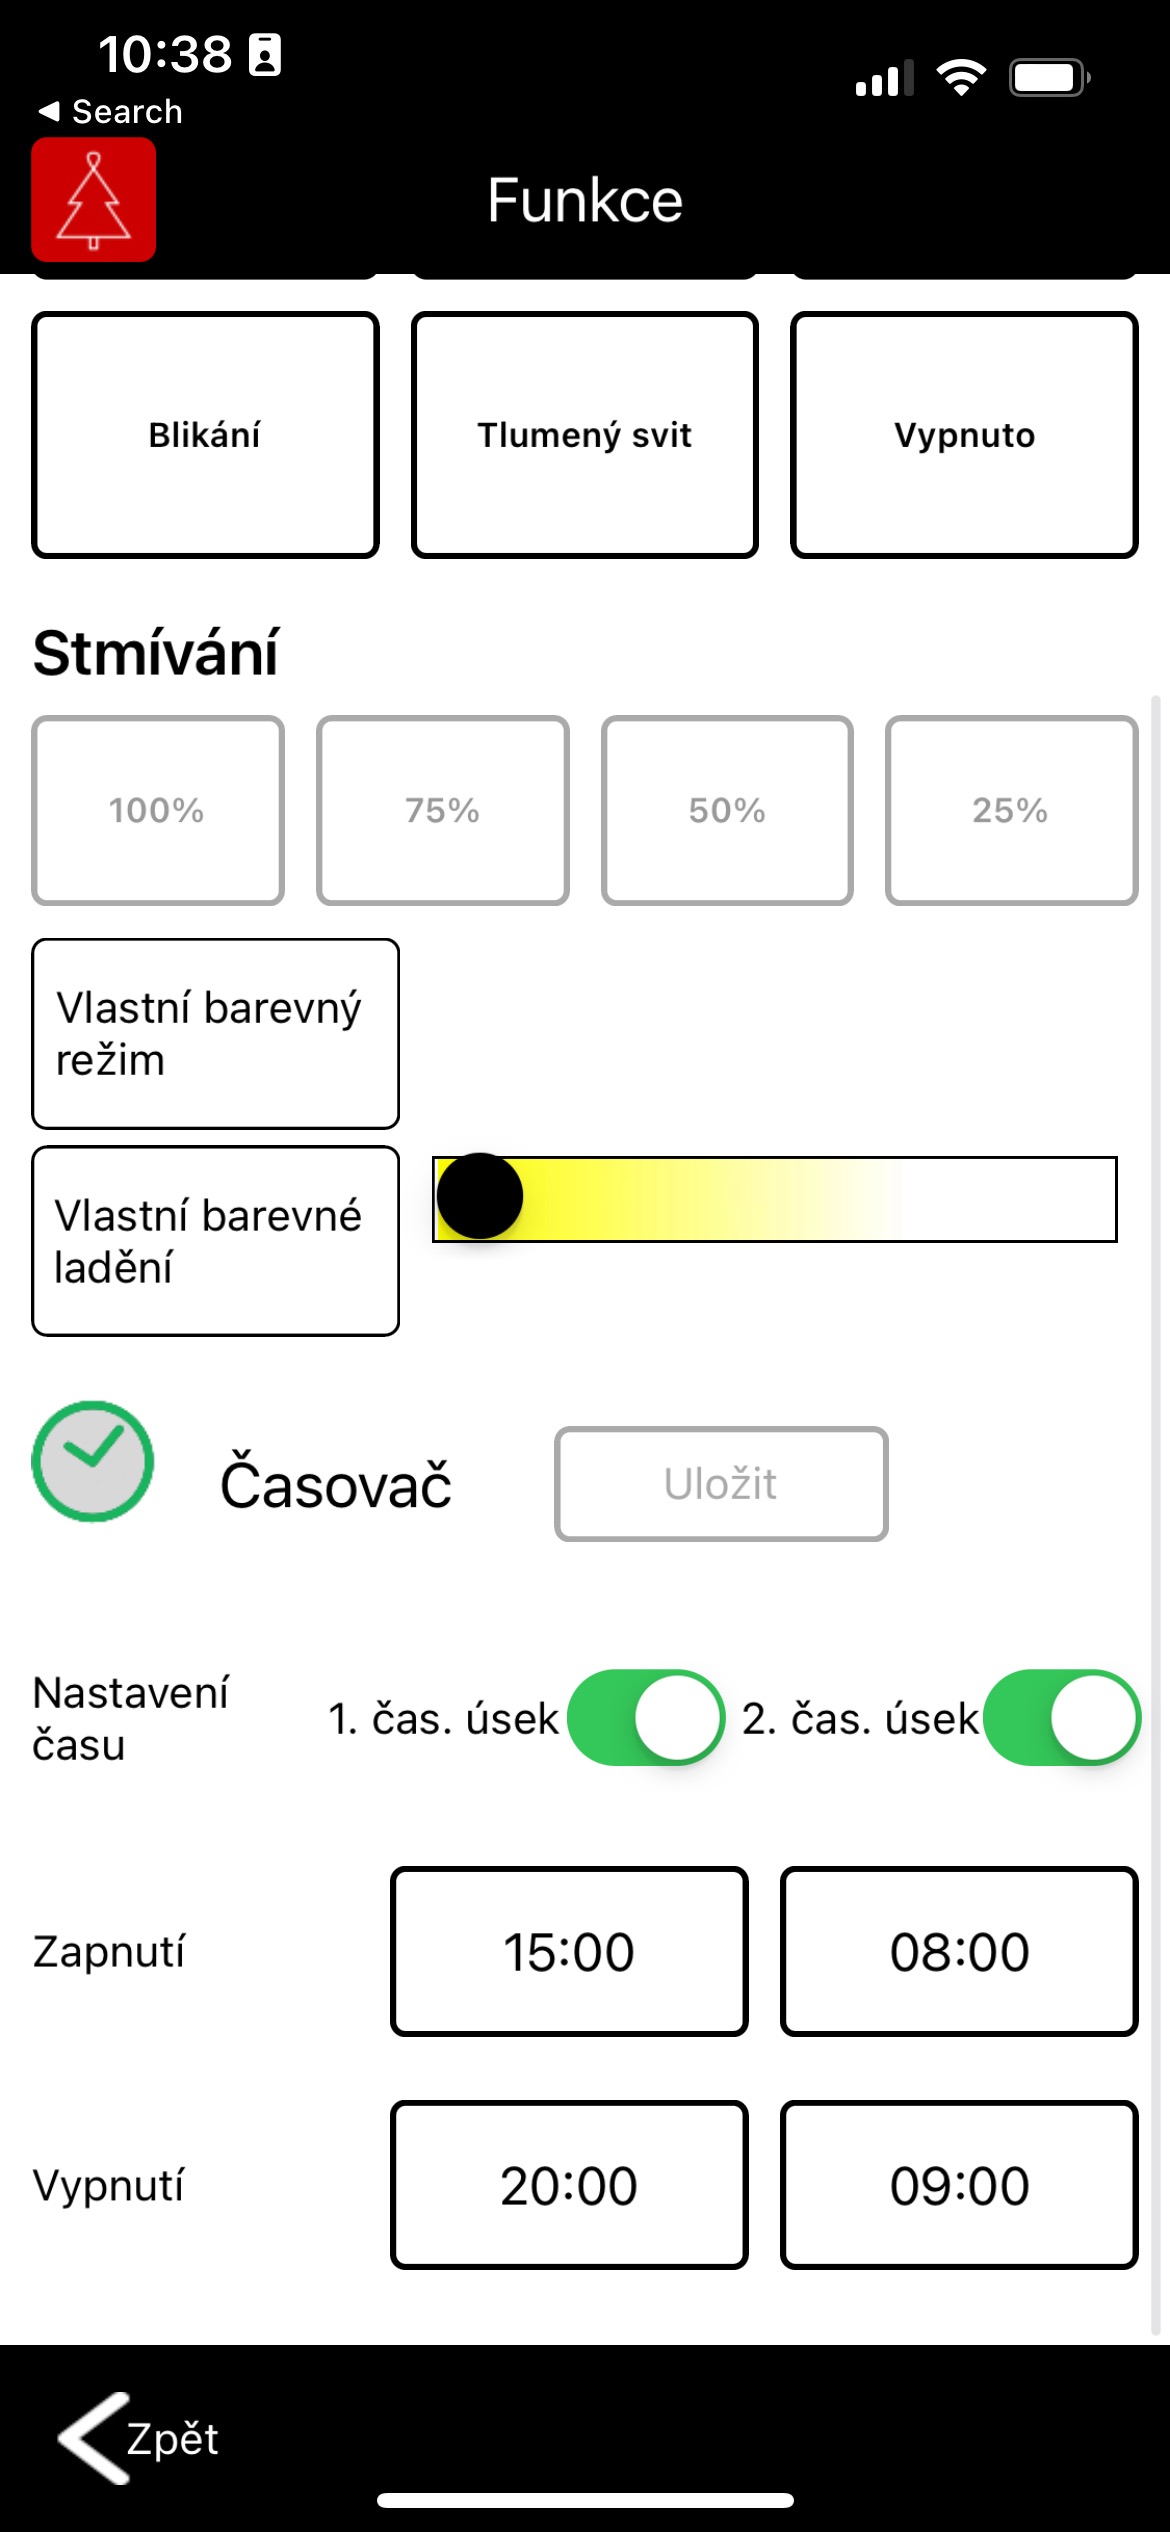 10:38
Search
Funkce
Blikání
Tlumený svit
Vypnuto
Stmívání
100%
75%
50%
25%
Vlastní barevný
režim
Vlastní barevné
ladění
Časovač
Uložit
Nastavení
času
1. čas. úsek
2. čas. úsek
Zapnutí
15:00
08:00
Vypnutí
20:00
09:00
Zpět